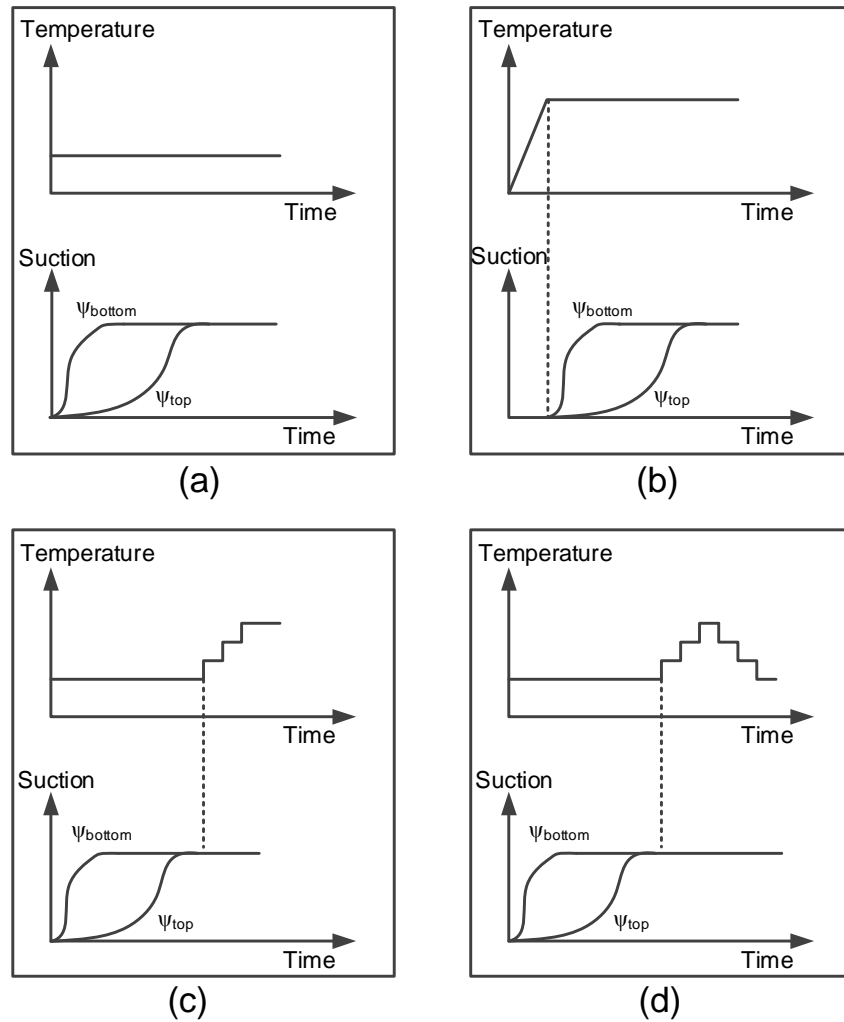 Temperature
Time
Suction
ψbottom
ψtop
Time
(a)
Temperature
Time
Suction
ψbottom
ψtop
Time
(b)
Temperature
Time
Suction
ψbottom
ψtop
Time
(c)
Temperature
Time
Suction
ψbottom
ψtop
Time
(d)